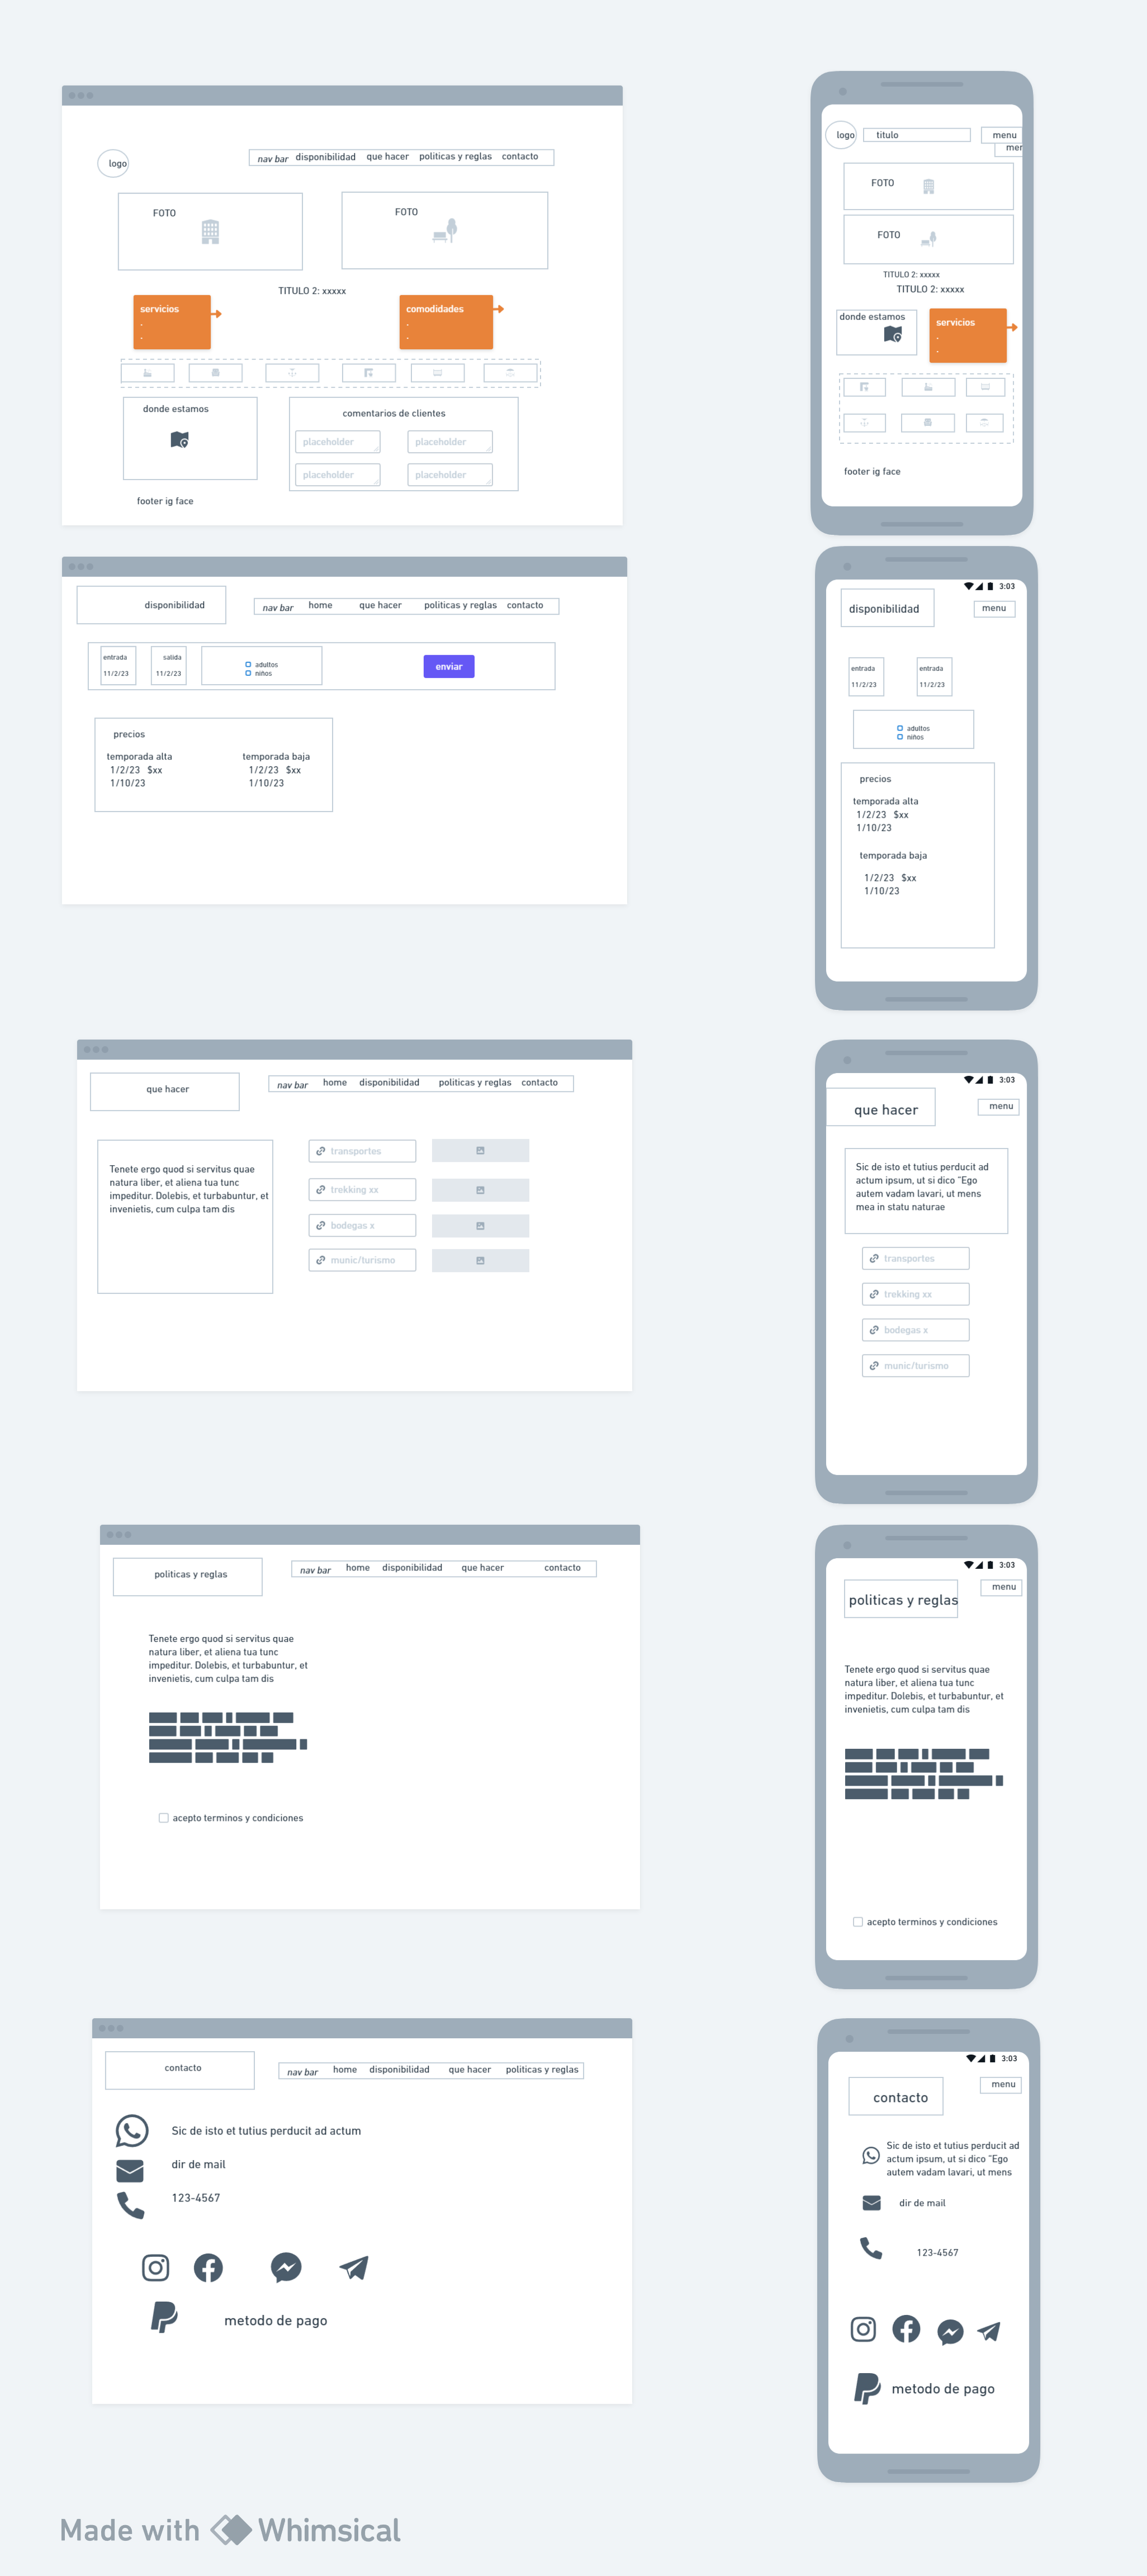 logo
nav bar disponibilidad que hacer politicas y reglas contacto
FOTO
FOTO
TITULO 2: xxxxx
servicios
.
.
comodidades
.
.
donde estamos
comentarios de clientes
placeholder placeholder
placeholder placeholder
footer ig face
logo titulo menu
mer
FOTO
FOTO
TITULO 2: xxxxx
TITULO 2: xxxxx
donde estamos
servicios
.
.
footer ig face
disponibilidad
nav bar home que hacer politicas y reglas contacto
entrada
11/2/23
salida
11/2/23
adultos
niños
enviar
precios
temporada alta
1/2/23 $xx
1/10/23
temporada baja
1/2/23 $xx
1/10/23
3:03
disponibilidad
menu
entrada
11/2/23
entrada
11/2/23
adultos
niños
precios
temporada alta
1/2/23 $xx
1/10/23
temporada baja
1/2/23 $xx
1/10/23
que hacer
nav bar home disponibilidad politicas y reglas contacto
Tenete ergo quod si servitus quae
natura liber, et aliena tua tunc
impeditur. Dolebis, et turbabuntur, et
invenietis, cum culpa tam dis
transportes
trekking xx
bodegas x
munic/turismo
3:03
que hacer
menu
Sic de isto et tutius perducit ad
actum ipsum, ut si dico "Ego
autem vadam lavari, ut mens
mea in statu naturae
transportes
trekking xx
bodegas x
munic/turismo
politicas y reglas
nav bar home disponibilidad que hacer contacto
Tenete ergo quod si servitus quae
natura liber, et aliena tua tunc
impeditur. Dolebis, et turbabuntur, et
invenietis, cum culpa tam dis
acepto terminos y condiciones
3:03
politicas y reglas
menu
Tenete ergo quod si servitus quae
natura liber, et aliena tua tunc
impeditur. Dolebis, et turbabuntur, et
invenietis, cum culpa tam dis
acepto terminos y condiciones
contacto
nav bar home disponibilidad que hacer politicas y reglas
Sic de isto et tutius perducit ad actum
dir de mail
123-4567
metodo de pago
3:03
contacto
menu
Sic de isto et tutius perducit ad
actum ipsum, ut si dico "Ego
autem vadam lavari, ut mens
dir de mail
123-4567
metodo de pago
Made with Whimsical